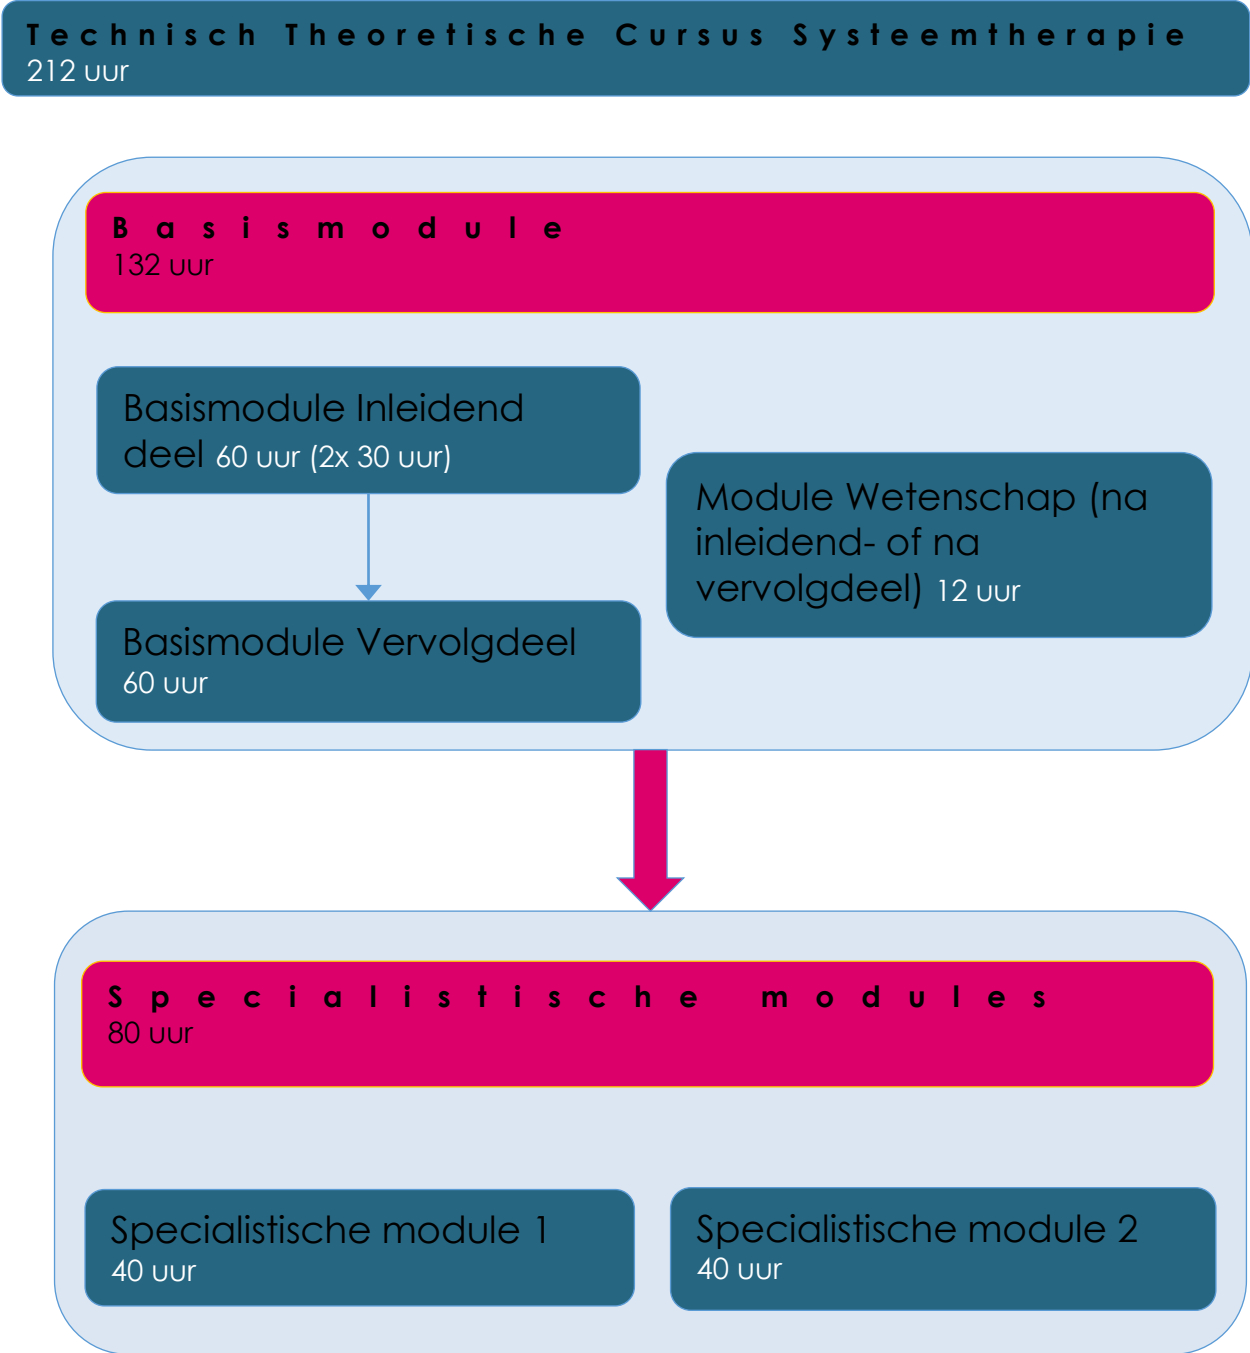 Technisch Theoretische Cursus Systeemtherapie
212 uur
Basismodule
132 uur
Basismodule Inleidend
deel 60 uur (2x 30 uur)
Module Wetenschap (na
inleidend- of na
vervolgdeel) 12 uur
Basismodule Vervolgdeel
60 uur
Specialistische modules
80 uur
Specialistische module 1
40 uur
Specialistische module 2
40 uur